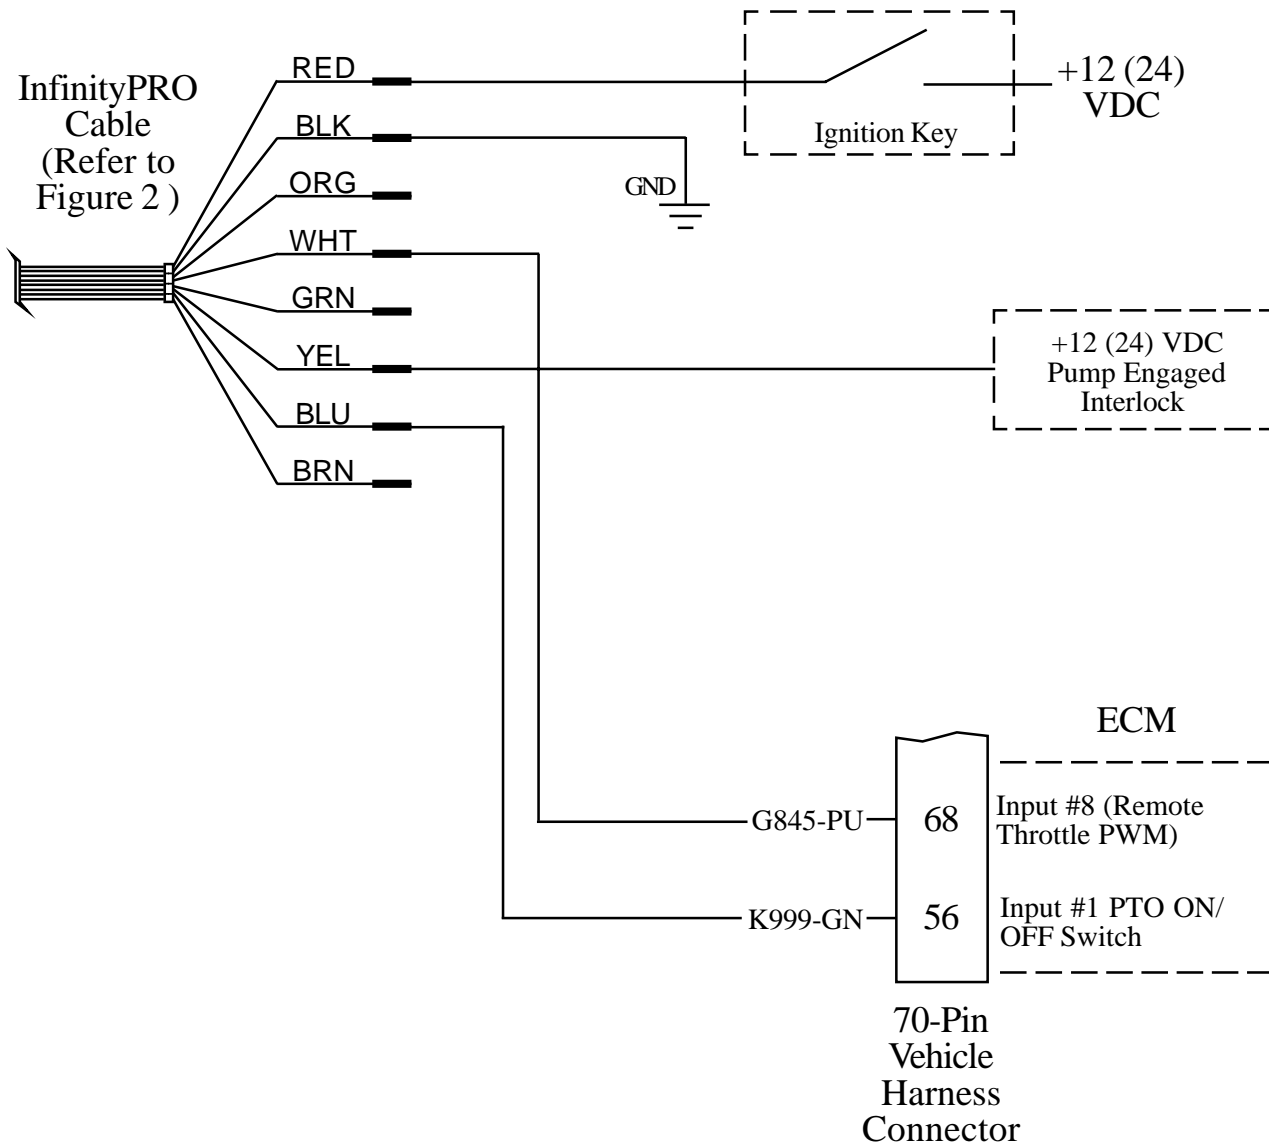 InfinityPRO
Cable
(Refer to
Figure 2 )
RED
BLK
ORG
WHT
GRN
YEL
BLU
BRN
Ignition Key
+12 (24)
VDC
GND
+12 (24) VDC
Pump Engaged
Interlock
ECM
G845-PU
68
Input #8 (Remote
Throttle PWM)
K999-GN
56
Input #1 PTO ON/
OFF Switch
70-Pin
Vehicle
Harness
Connector